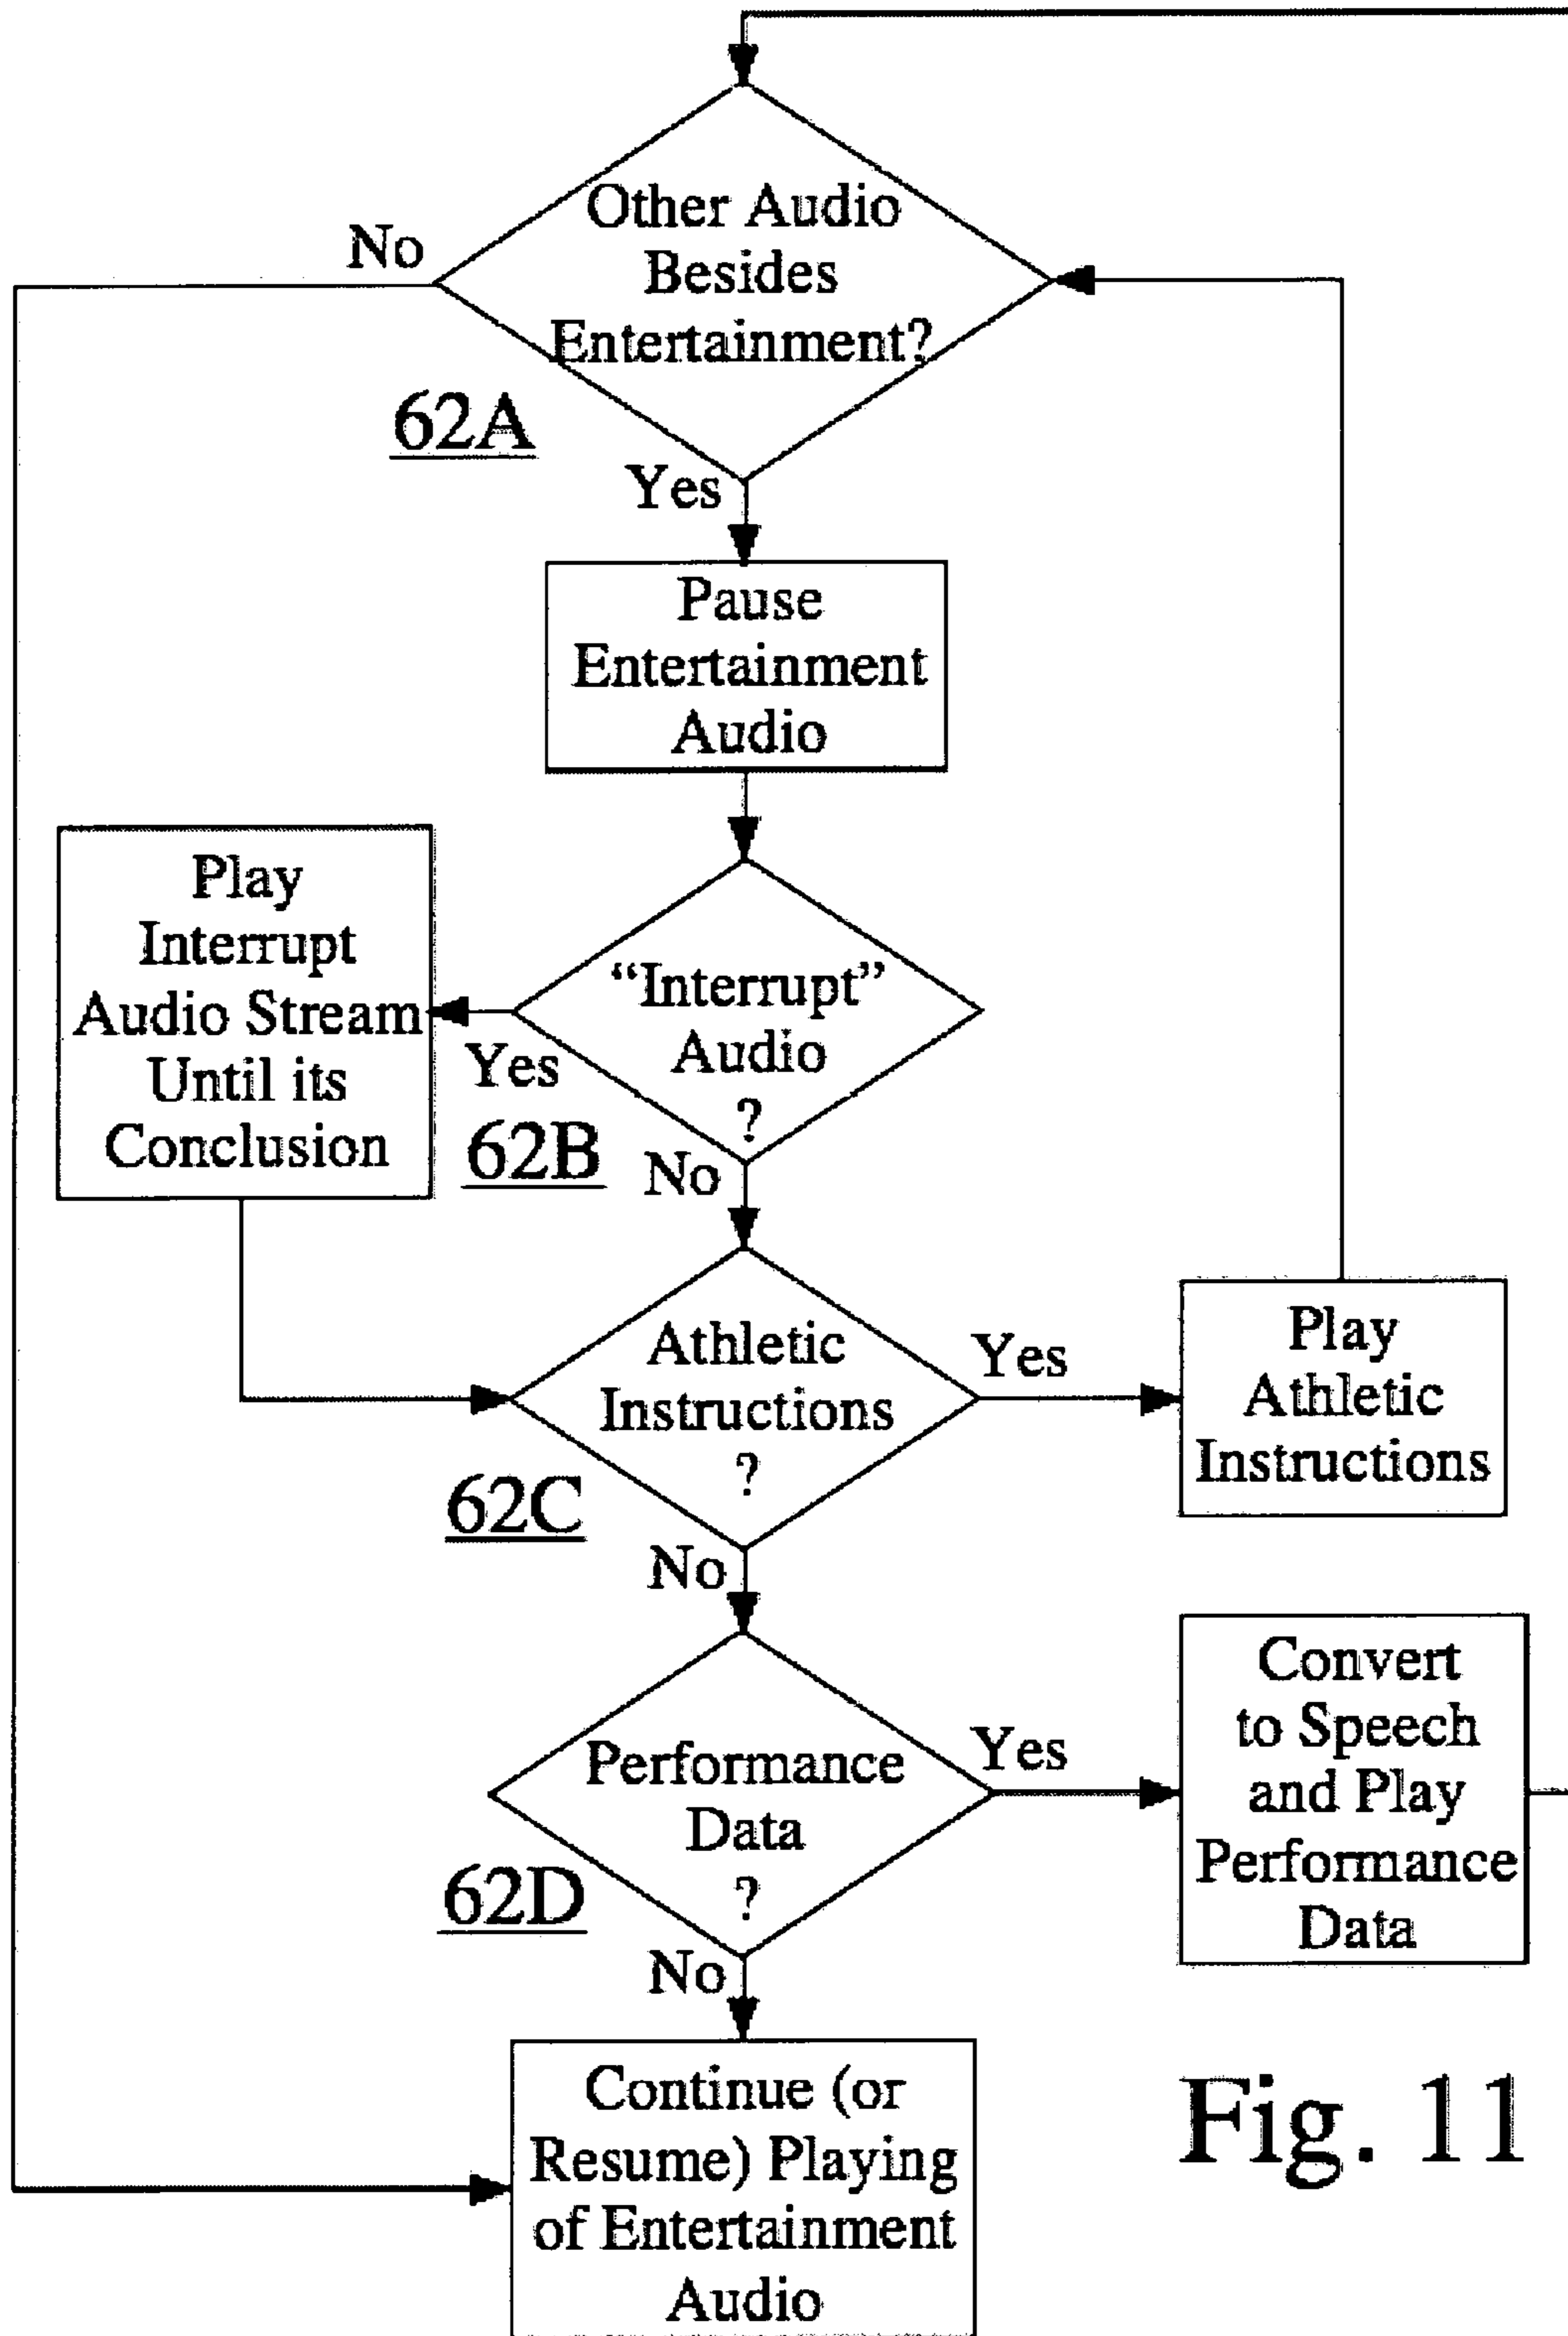 Other Audio
Besides
Entertainment?
No
62A
Yes
Pause
Entertainment
Audio
Play
Interrupt
Audio Stream
Until its
Conclusion
“Interrupt”
Audio
?
Yes
62B
No
Athletic
Instructions
?
Yes
62C
Play
Athletic
Instructions
No
Performance
Data
?
Yes
62D
Convert
to Speech
and Play
Performance
Data
No
Continue (or
Resume) Playing
of Entertainment
Audio
Fig. 11